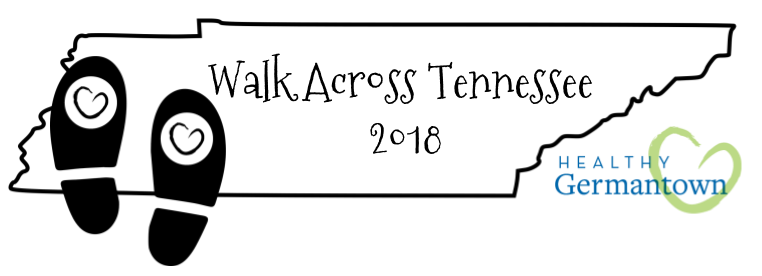 Walk Across Tennessee
2018
HEALTHY
Germantown